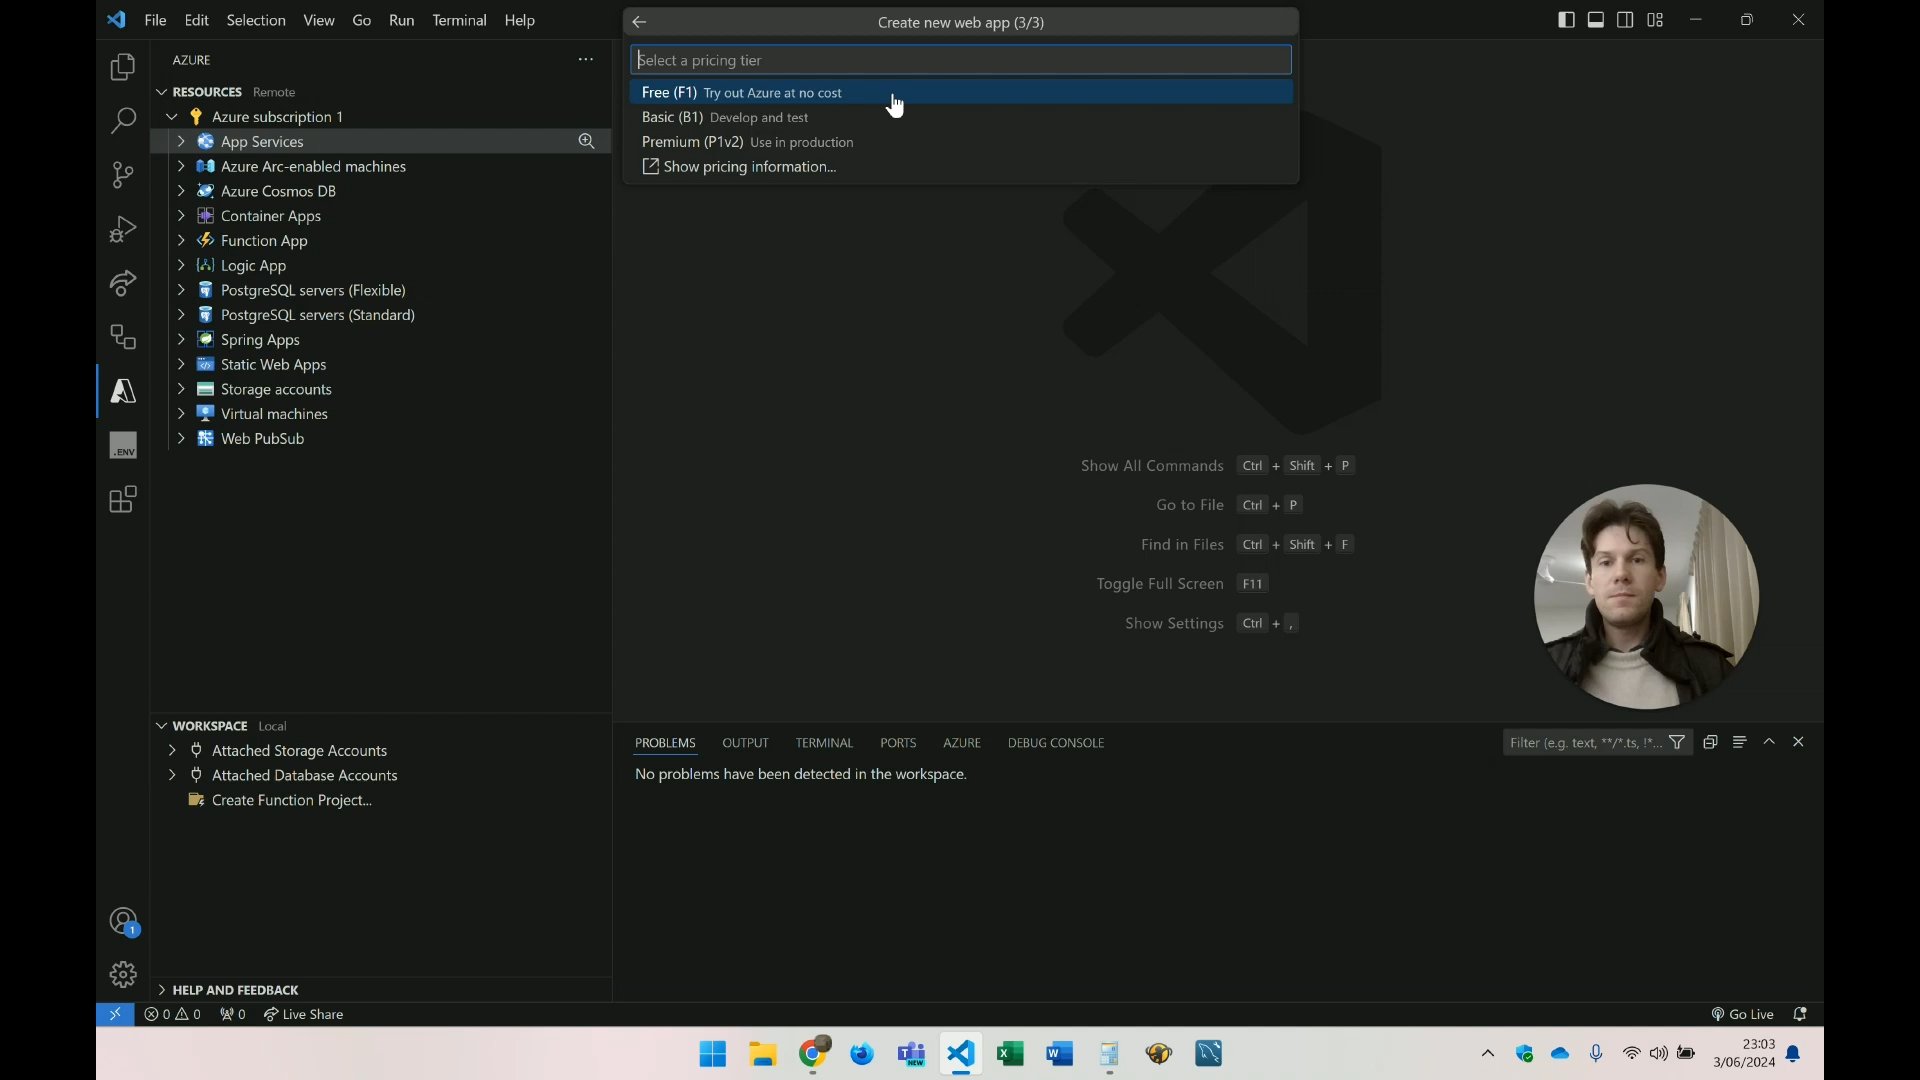 File Edit Selection View Go Run Terminal Help
Create new web app (3/3)
Select a pricing tier
Free (F1) Try out Azure at no cost
Basic (B1) Develop and test
Premium (P1v2) Use in production
Show pricing information...
AZURE
RESOURCES Remote
Azure subscription 1
App Services
Azure Arc-enabled machines
Azure Cosmos DB
Container Apps
Function App
Logic App
PostgreSQL servers (Flexible)
PostgreSQL servers (Standard)
Spring Apps
Static Web Apps
Storage accounts
Virtual machines
Web PubSub
.ENV
Show All Commands Ctrl + Shift + P
Go to File Ctrl + P
Find in Files Ctrl + Shift + F
Toggle Full Screen F11
Show Settings Ctrl + ,
WORKSPACE Local
Attached Storage Accounts
Attached Database Accounts
Create Function Project...
PROBLEMS OUTPUT TERMINAL PORTS AZURE DEBUG CONSOLE
Filter (e.g. text, **/*.ts, !*...
No problems have been detected in the workspace.
1
HELP AND FEEDBACK
0 0 0 Live Share
Go Live
NEW
23:03
3/06/2024